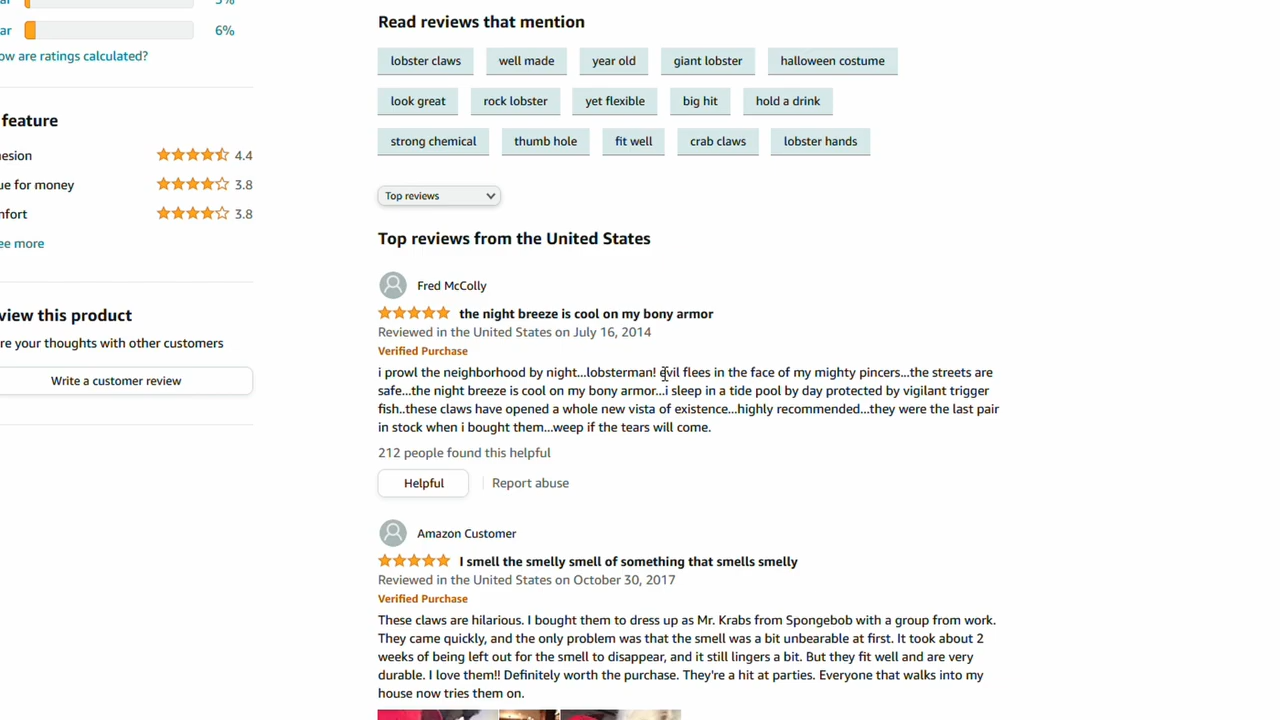 5%
ar
6%
ow are ratings calculated?
feature
esion
4.4
ue for money
3.8
nfort
3.8
ee more
view this product
re your thoughts with other customers
Write a customer review
Read reviews that mention
lobster claws
well made
year old
giant lobster
halloween costume
look great
rock lobster
yet flexible
big hit
hold a drink
strong chemical
thumb hole
fit well
crab claws
lobster hands
Top reviews
Top reviews from the United States
Fred McColly
the night breeze is cool on my bony armor
Reviewed in the United States on July 16, 2014
Verified Purchase
i prowl the neighborhood by night...lobsterman! evil flees in the face of my mighty pincers...the streets are
safe...the night breeze is cool on my bony armor...i sleep in a tide pool by day protected by vigilant trigger
fish..these claws have opened a whole new vista of existence...highly recommended...they were the last pair
in stock when i bought them...weep if the tears will come.
212 people found this helpful
Helpful
Report abuse
Amazon Customer
I smell the smelly smell of something that smells smelly
Reviewed in the United States on October 30, 2017
Verified Purchase
These claws are hilarious. I bought them to dress up as Mr. Krabs from Spongebob with a group from work.
They came quickly, and the only problem was that the smell was a bit unbearable at first. It took about 2
weeks of being left out for the smell to disappear, and it still lingers a bit. But they fit well and are very
durable. I love them!! Definitely worth the purchase. They're a hit at parties. Everyone that walks into my
house now tries them on.